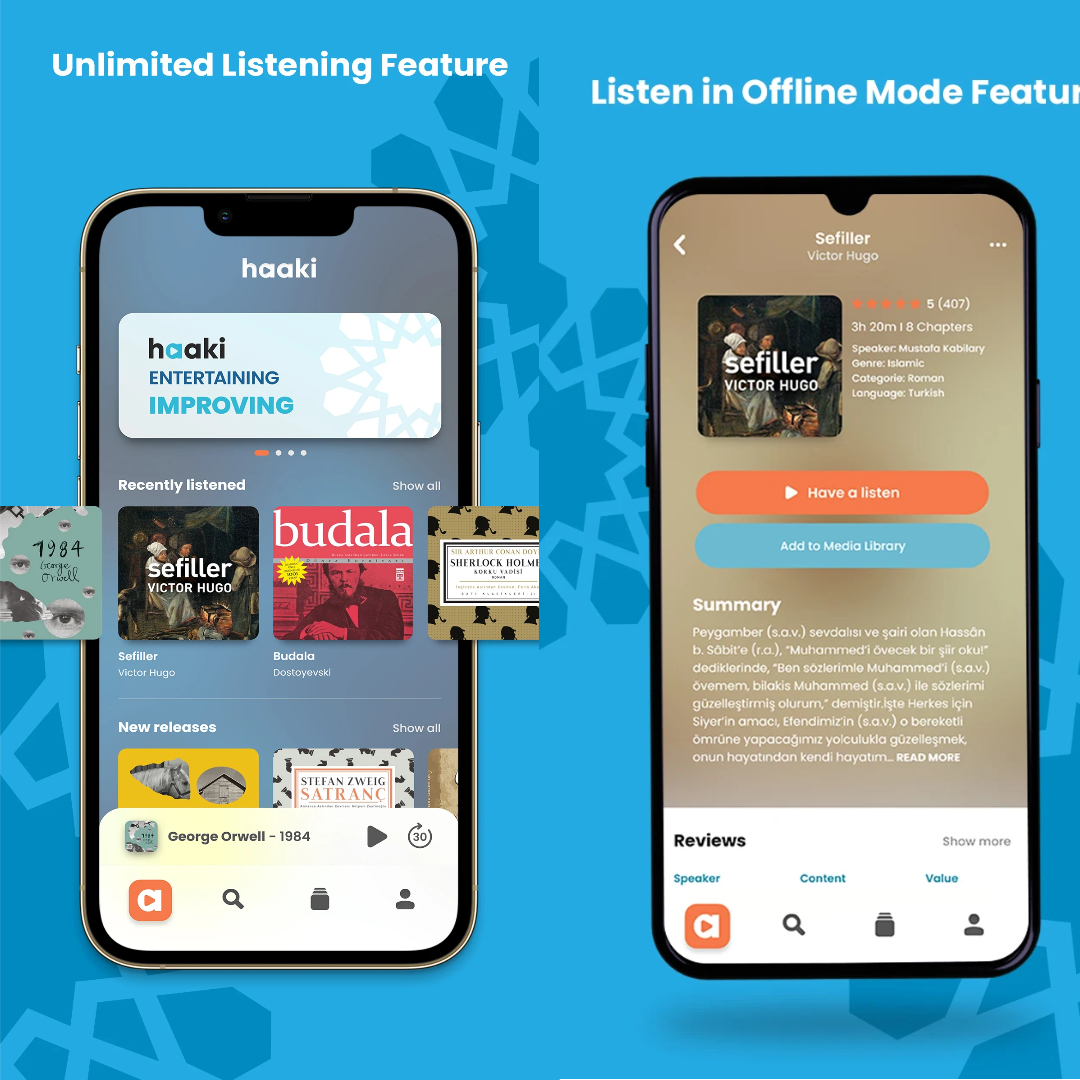 Unlimited Listening Feature
haaki
haaki
ENTERTAINING
IMPROVING
Recently listened
Show all
1984
George
Orwell
sefiller
VICTOR HUGO
budala
SIR ARTHUR CONAN DOY
SHERLOCK HOLME
KORKU VADİSİ
ROMAN
Sefiller
Victor Hugo
Budala
Dostoyevski
New releases
Show all
STEFAN ZWEIG
SATRANÇ
George Orwell - 1984
30
Listen in Offline Mode Featur
Sefiller
Victor Hugo
sefiller
VICTOR HUGO
5 (407)
3h 20m I 8 Chapters
Speaker: Mustafa Kabilary
Genre: Islamic
Categorie: Roman
Language: Turkish
Have a listen
Add to Media Library
Summary
Peygamber (s.a.v.) sevdalısı ve şairi olan Hassân
b. Sâbit'e (r.a.), "Muhammed'i övecek bir şiir oku!"
dediklerinde, "Ben sözlerimle Muhammed'i (s.a.v.)
övemem, bilakis Muhammed (s.a.v.) ile sözlerimi
güzelleştirmiş olurum," demiştir.İşte Herkes için
Siyer'in amacı, Efendimiz'in (s.a.v.) o bereketli
ömrüne yapacağımız yolculukla güzelleşmek,
onun hayatından kendi hayatım... READ MORE
Reviews
Show more
Speaker
Content
Value